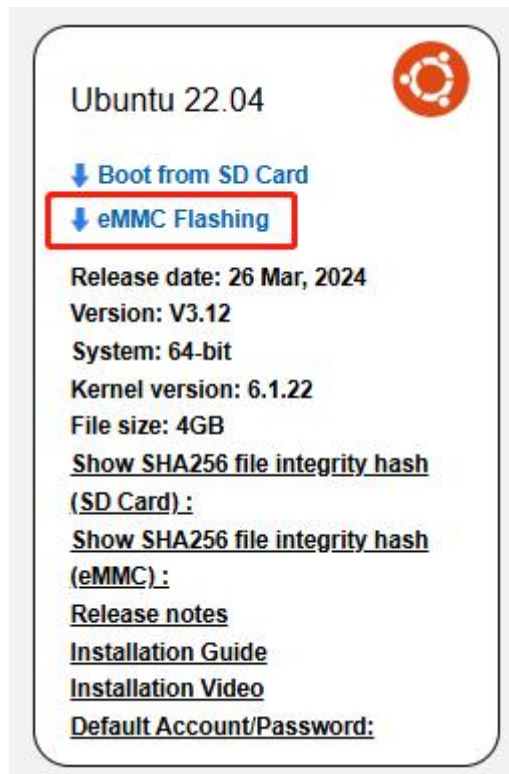 Ubuntu 22.04
Boot from SD Card
eMMC Flashing
Release date: 26 Mar, 2024
Version: V3.12
System: 64-bit
Kernel version: 6.1.22
File size: 4GB
Show SHA256 file integrity hash
(SD Card) :
Show SHA256 file integrity hash
(eMMC) :
Release notes
Installation Guide
Installation Video
Default Account/Password: